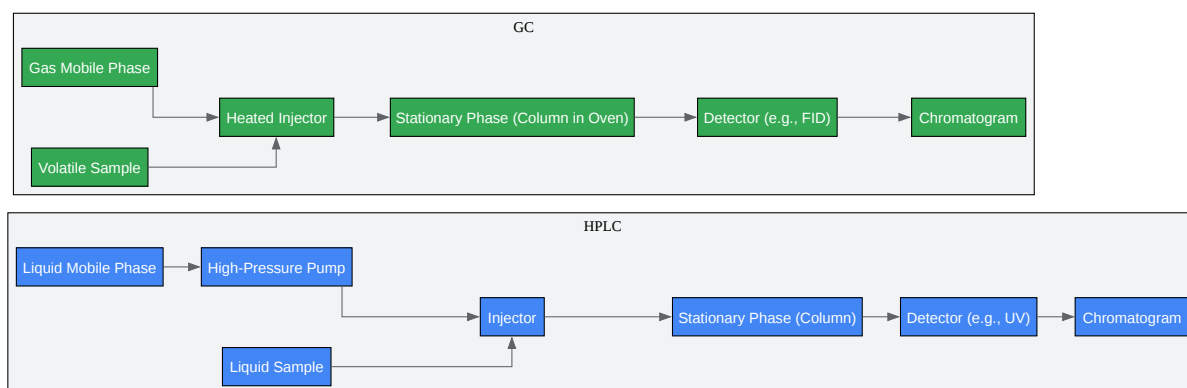 GC
Gas Mobile Phase
Heated Injector
Stationary Phase (Column in Oven)
Detector (e.g., FID)
Chromatogram
Volatile Sample
HPLC
Liquid Mobile Phase
High-Pressure Pump
Injector
Stationary Phase (Column)
Detector (e.g., UV)
Chromatogram
Liquid Sample